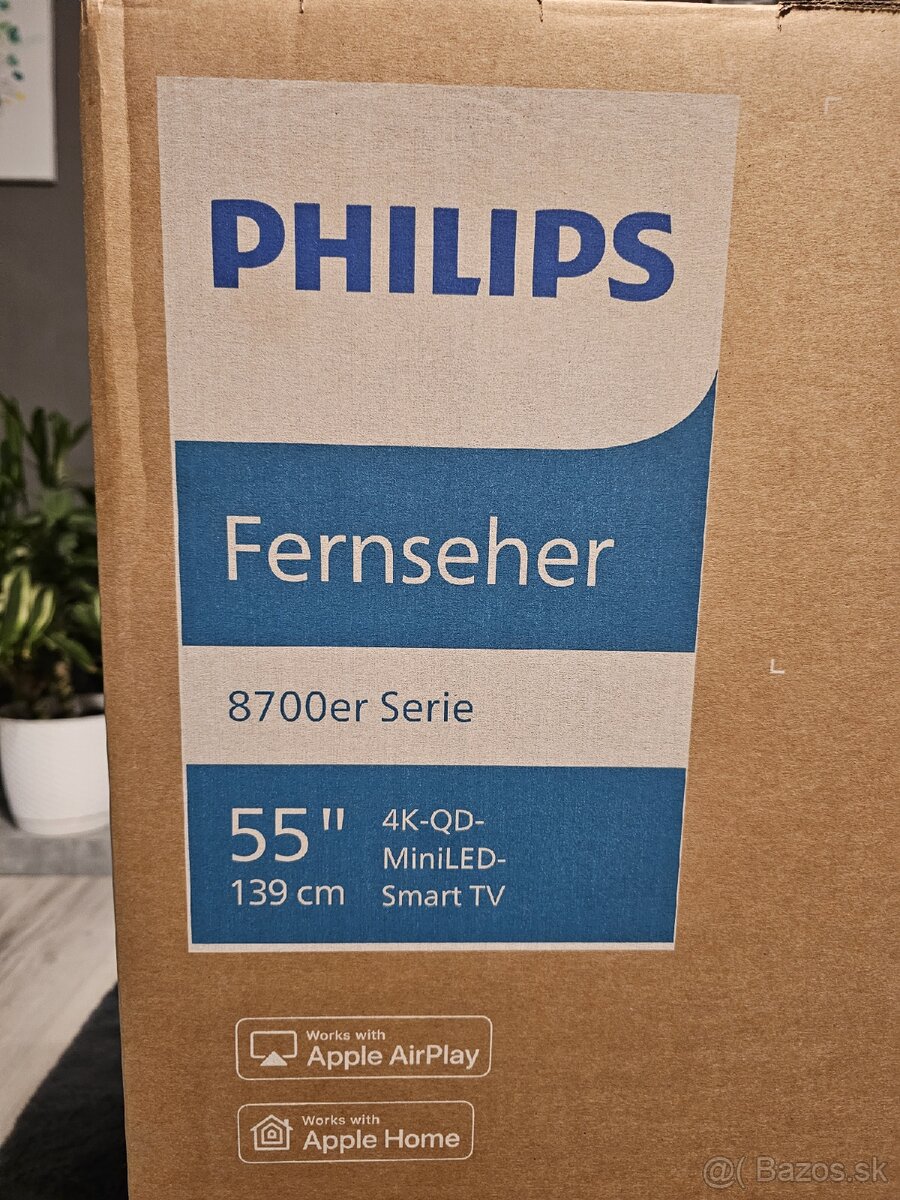 PHILIPS
Fernseher
8700er Serie
55"
139 cm
4K-QD-
MiniLED-
Smart TV
Works with
Apple AirPlay
Works with
Apple Home
@( Bazos.sk